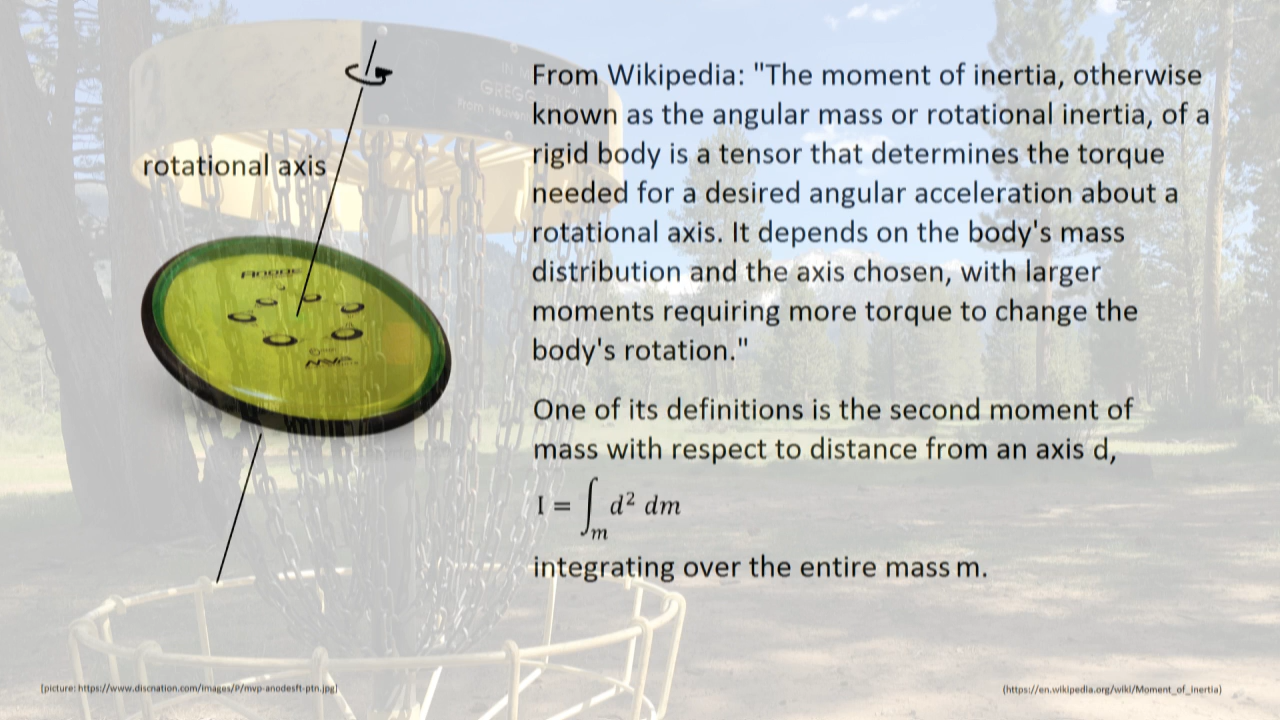 rotational axis
ANODE
MVP
GREGG
From Wikipedia: "The moment of inertia, otherwise
known as the angular mass or rotational inertia, of a
rigid body is a tensor that determines the torque
needed for a desired angular acceleration about a
rotational axis. It depends on the body's mass
distribution and the axis chosen, with larger
moments requiring more torque to change the
body's rotation."
One of its definitions is the second moment of
mass with respect to distance from an axis d,
I = ∫ₘ d² dm
integrating over the entire mass m.
[picture: https://www.discnation.com/images/P/mvp-anodesft-ptn.jpg]
(https://en.wikipedia.org/wiki/Moment_of_inertia)